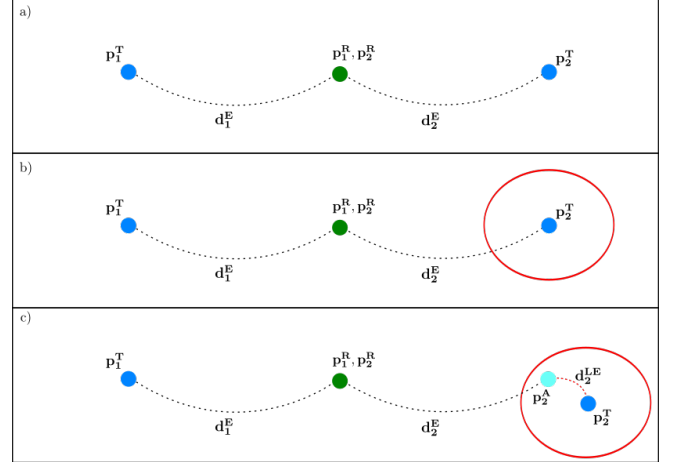 a)
p₁ᵀ
p₁ᴿ, p₂ᴿ
p₂ᵀ
d₁ᴱ
d₂ᴱ
b)
p₁ᵀ
p₁ᴿ, p₂ᴿ
p₂ᵀ
d₁ᴱ
d₂ᴱ
c)
p₁ᵀ
p₁ᴿ, p₂ᴿ
d₂ᴸᴱ
p₂ᴬ
p₂ᵀ
d₁ᴱ
d₂ᴱ